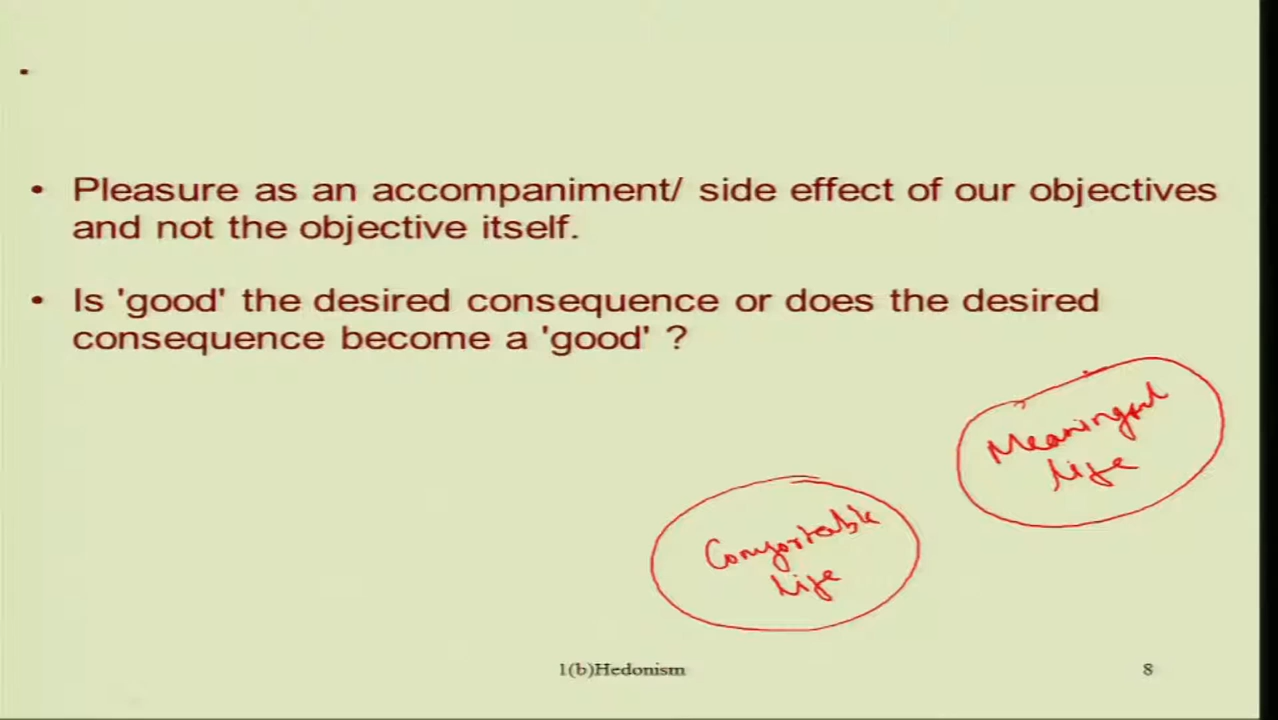 • Pleasure as an accompaniment/ side effect of our objectives
and not the objective itself.
• Is 'good' the desired consequence or does the desired
consequence become a 'good' ?
Meaningful
Life
Comfortable
Life
1(b)Hedonism
8